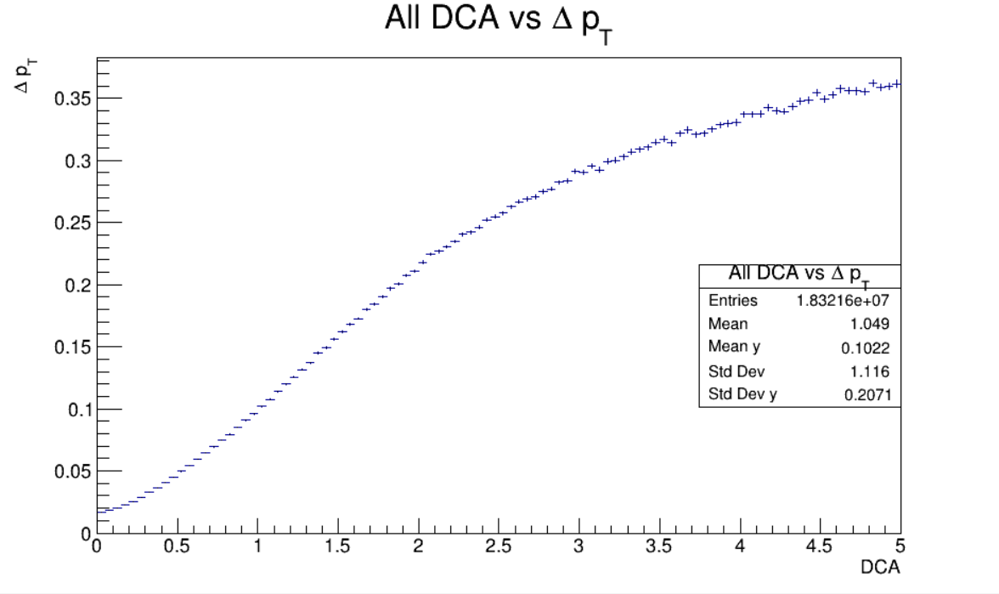 All DCA vs Δ p_T
Δ p_T
0.35
0.3
0.25
0.2
0.15
0.1
0.05
0
All DCA vs Δ p_T
Entries 1.83216e+07
Mean 1.049
Mean y 0.1022
Std Dev 1.116
Std Dev y 0.2071
0 0.5 1 1.5 2 2.5 3 3.5 4 4.5 5
DCA